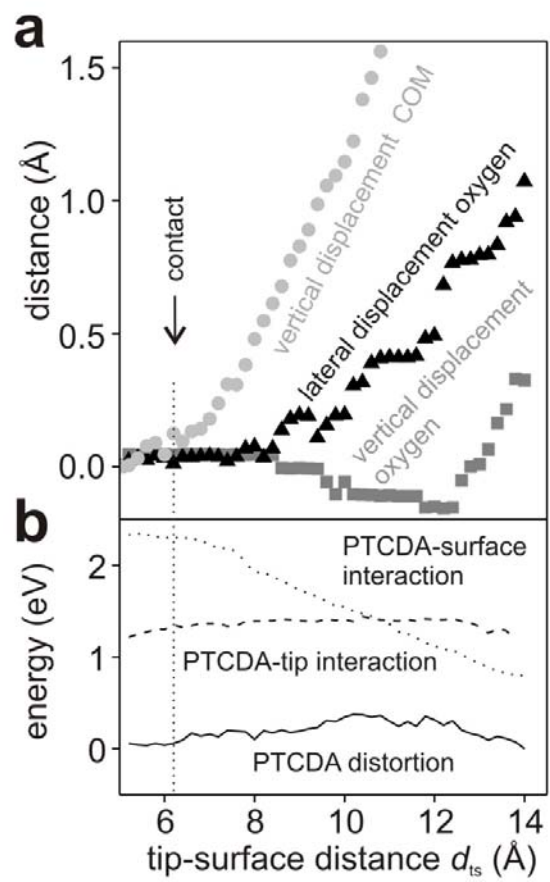 a
1.5
1.0
0.5
0.0
distance (Å)
contact
vertical displacement COM
lateral displacement oxygen
vertical displacement
oxygen
b
2
1
0
energy (eV)
PTCDA-surface
interaction
PTCDA-tip interaction
PTCDA distortion
6 8 10 12 14
tip-surface distance dts (Å)